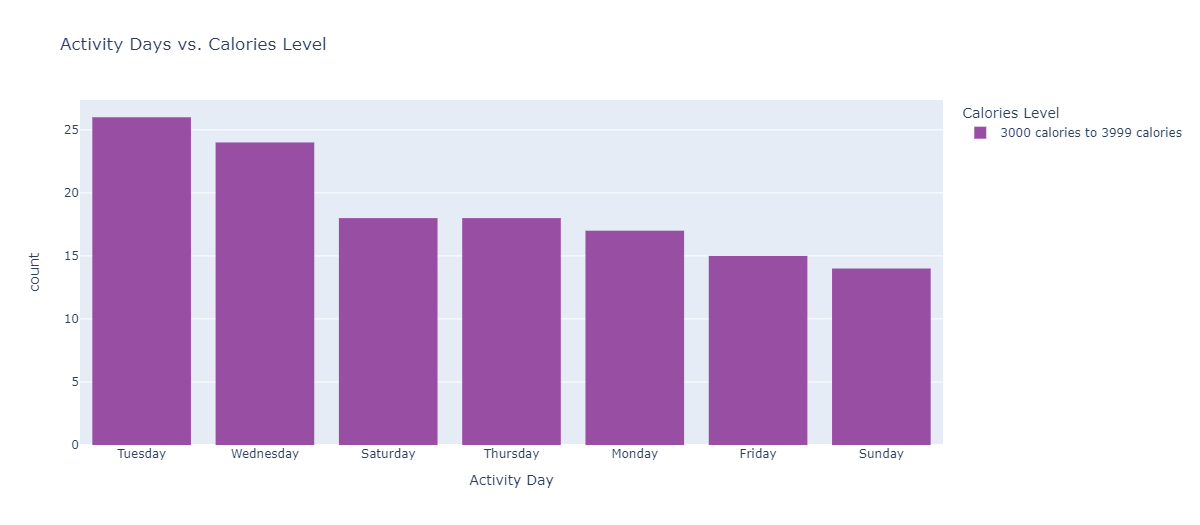 Activity Days vs. Calories Level
Calories Level
3000 calories to 3999 calories
count
25
20
15
10
5
0
Tuesday
Wednesday
Saturday
Thursday
Monday
Friday
Sunday
Activity Day